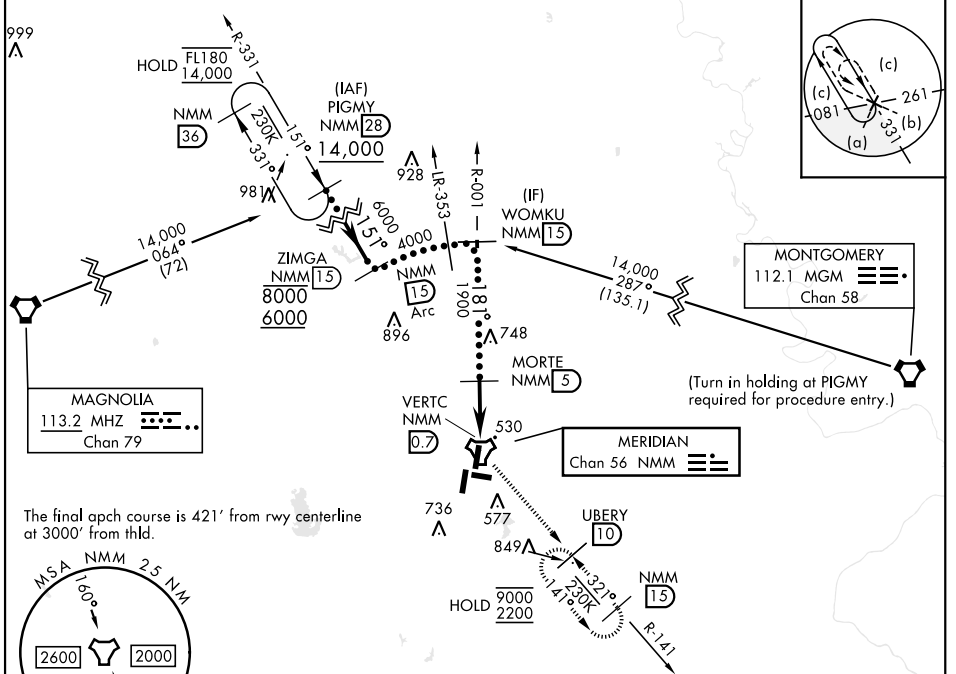 999
HOLD FL180
14,000
R-331
NMM
36
230K
151°
331°
(IAF)
PIGMY
NMM 28
14,000
981
928
LR-353
R-001
(IF)
WOMKU
NMM 15
6000
151°
4000
14,000
064°
(72)
ZIMGA
NMM 15
8000
6000
NMM
15
Arc
1900
181°
896
748
14,000
287°
(135.1)
MONTGOMERY
112.1 MGM
Chan 58
(c)
(c)
081
261
(b)
331
(a)
MORTE
NMM 5
(Turn in holding at PIGMY
required for procedure entry.)
MAGNOLIA
113.2 MHZ
Chan 79
VERTC
NMM
0.7
530
MERIDIAN
Chan 56 NMM
736
577
The final apch course is 421' from rwy centerline
at 3000' from thld.
UBERY
10
849
321°
230K
141°
NMM
15
HOLD 9000
2200
R-141
MSA NMM 25 NM
160°
2600
2000